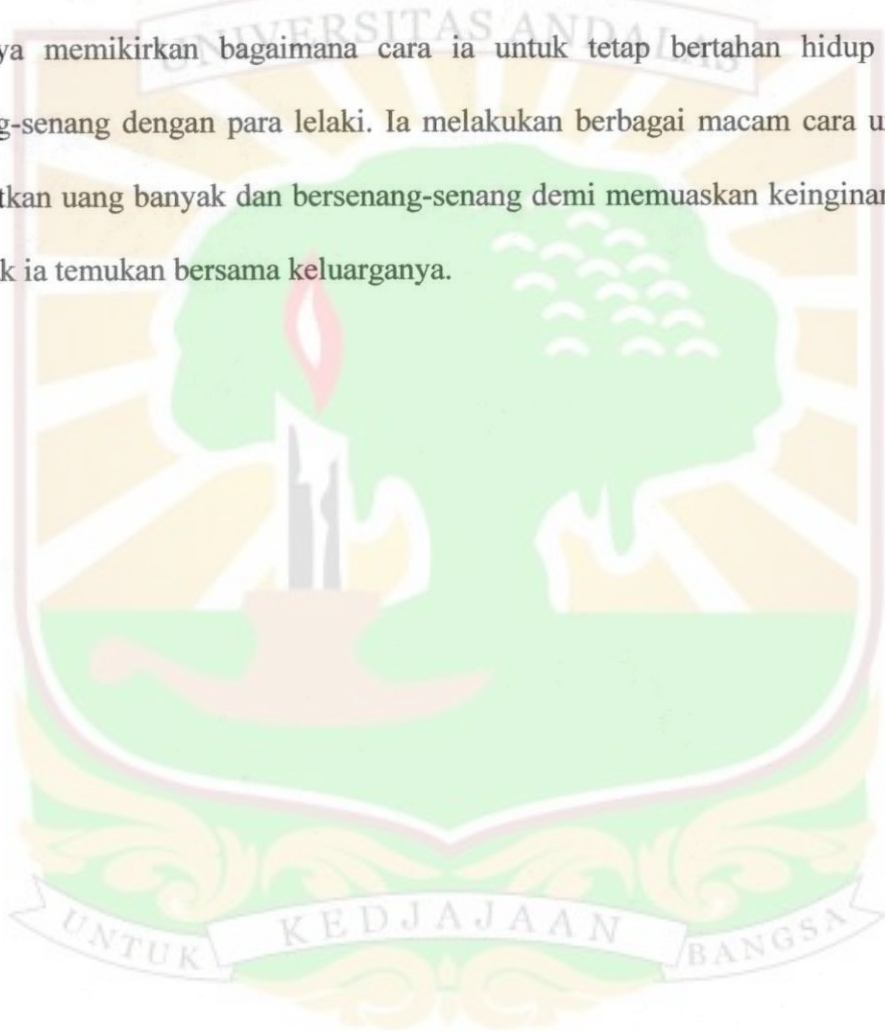 UNIVERSITAS ANDALAS
ya memikirkan bagaimana cara ia untuk tetap bertahan hidup
g-senang dengan para lelaki. Ia melakukan berbagai macam cara u
tkan uang banyak dan bersenang-senang demi memuaskan keinginan
k ia temukan bersama keluarganya.
UNTUK KEDJAJAAN BANGSA